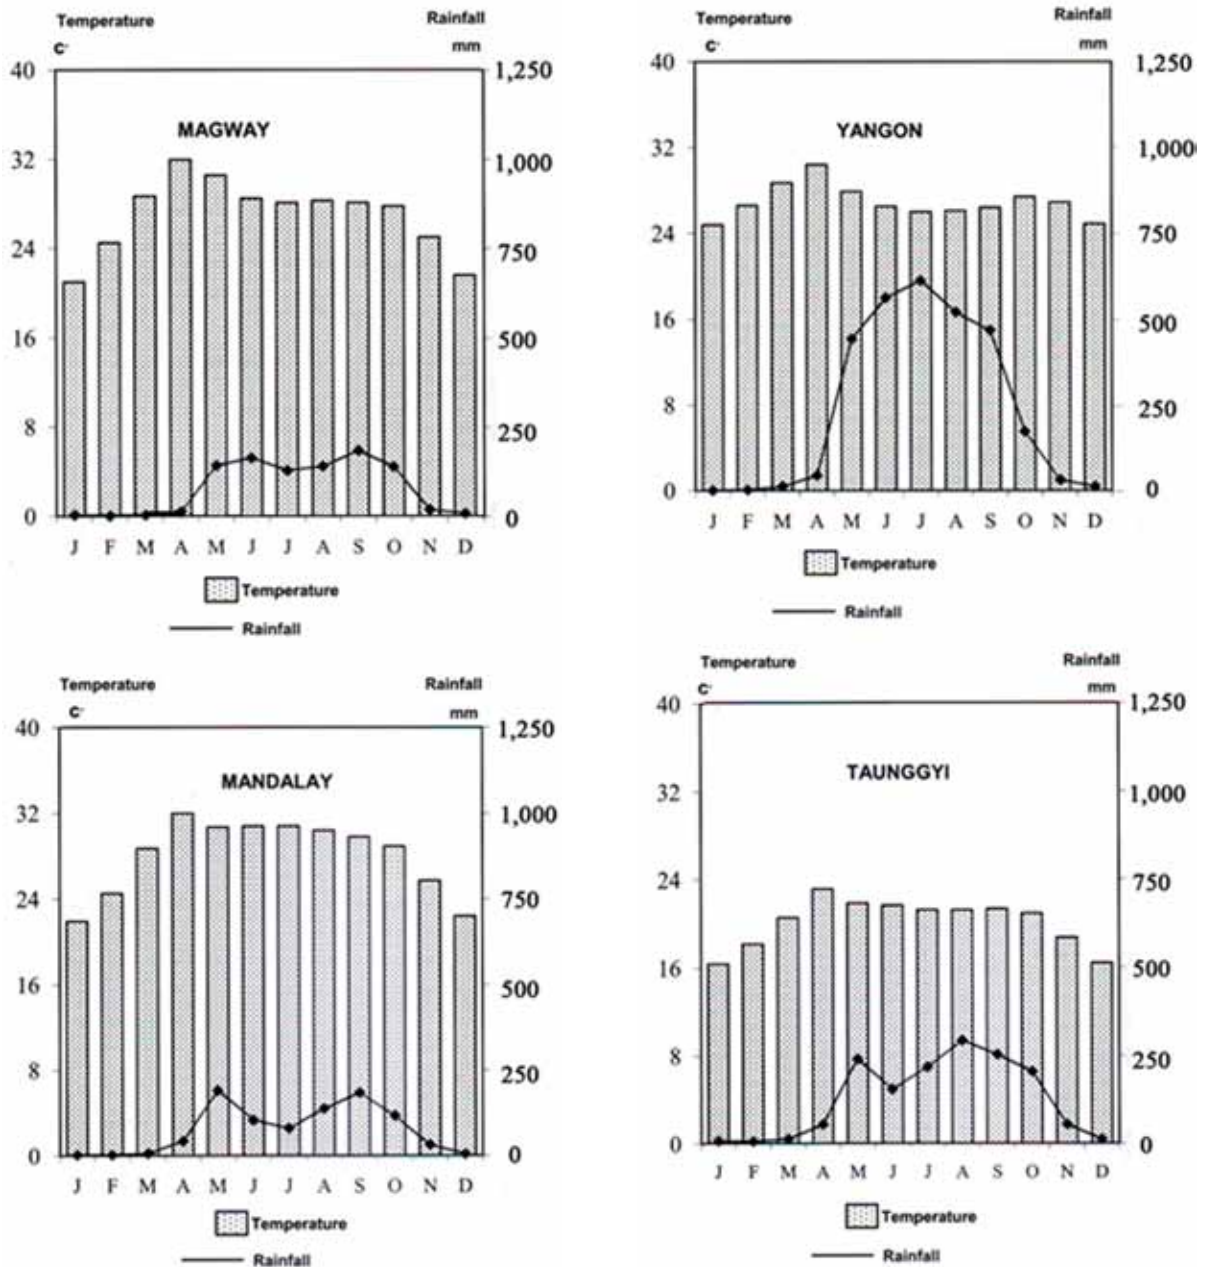 Temperature Rainfall
C° mm
40 1,250
MAGWAY
32 1,000
24 750
16 500
8 250
0 0
J F M A M J J A S O N D
Temperature
Rainfall
Temperature Rainfall
C° mm
40 1,250
YANGON
32 1,0000
24 750
16 500
8 250
0 0
J F M A M J J A S O N D
Temperature
Rainfall
Temperature Rainfall
C° mm
40 1,250
MANDALAY
32 1,000
24 750
16 500
8 250
0 0
J F M A M J J A S O N D
Temperature
Rainfall
Temperature Rainfall
C° mm
40 1,250
TAUNGGYI
32 1,000
24 750
16 500
8 250
0 0
J F M A M J J A S O N D
Temperature
Rainfall